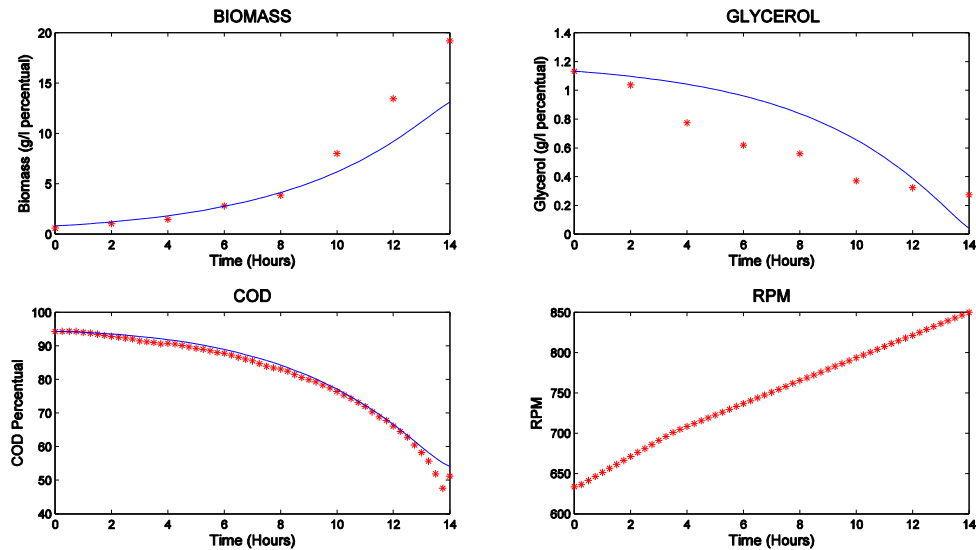 BIOMASS
20
15
10
5
0
Biomass (g/l percentual)
0 2 4 6 8 10 12 14
Time (Hours)
GLYCEROL
1.4
1.2
1
0.8
0.6
0.4
0.2
0
Glycerol (g/l percentual)
0 2 4 6 8 10 12 14
Time (Hours)
COD
100
90
80
70
60
50
40
COD Percentual
0 2 4 6 8 10 12 14
Time (Hours)
RPM
850
800
750
700
650
600
RPM
0 2 4 6 8 10 12 14
Time (Hours)